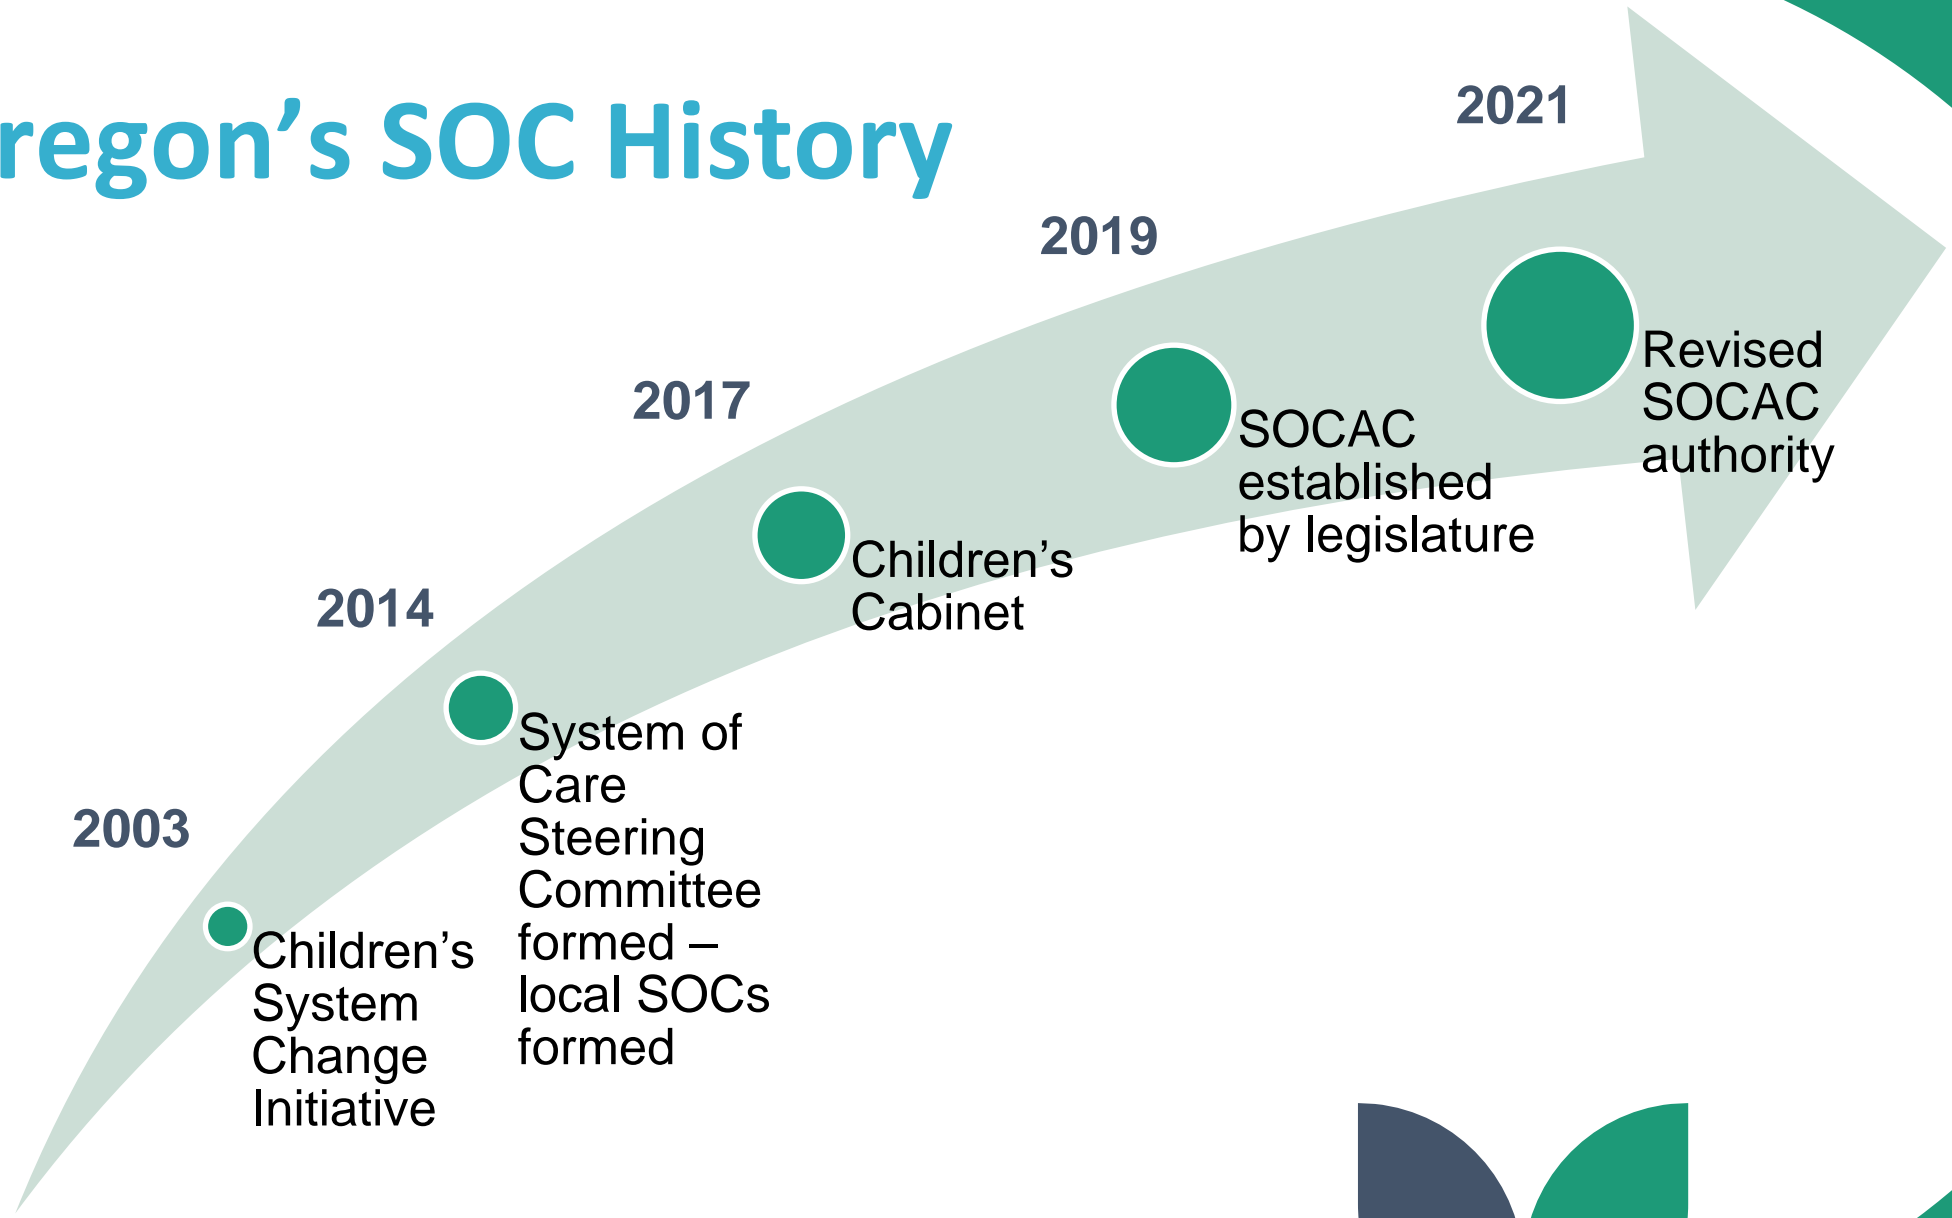 regon’s SOC History
2003
Children’s
System
Change
Initiative
2014
System of
Care
Steering
Committee
formed –
local SOCs
formed
2017
Children’s
Cabinet
2019
SOCAC
established
by legislature
2021
Revised
SOCAC
authority